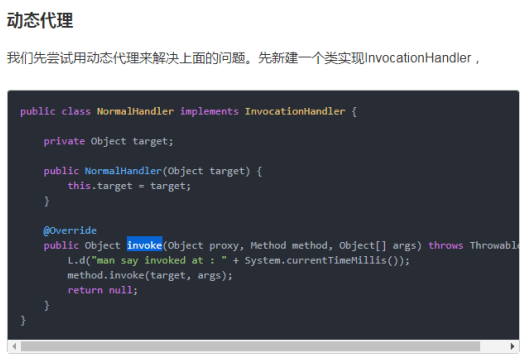 动态代理
我们先尝试用动态代理来解决上面的问题。先新建一个类实现InvocationHandler，
public class NormalHandler implements InvocationHandler {
private Object target;
public NormalHandler(Object target) {
this.target = target;
}
@Override
public Object invoke(Object proxy, Method method, Object[] args) throws Throwable
L.d("man say invoked at : " + System.currentTimeMillis());
method.invoke(target, args);
return null;
}
}